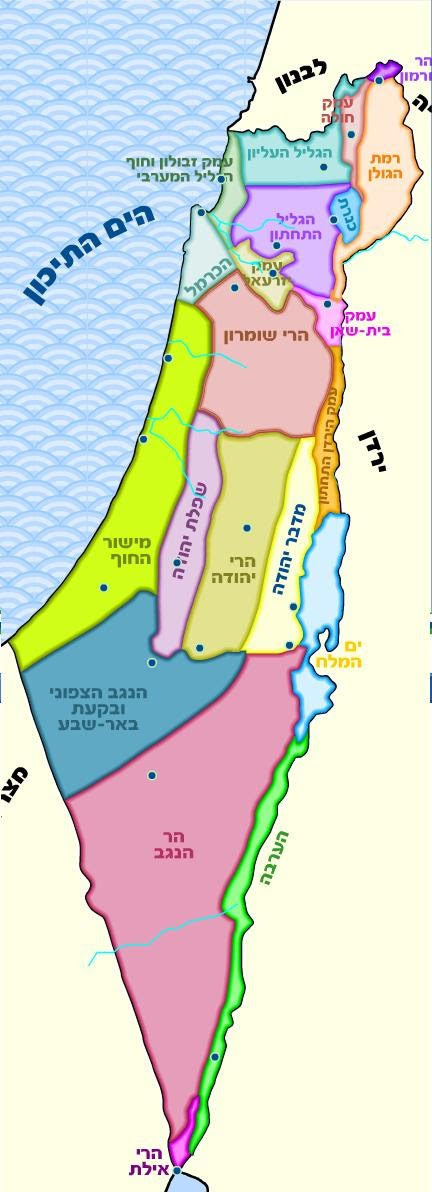 לבנון
הר
חרמון
עמק
חולה
רמת
הגולן
הגליל העליון
עמק זבולון וחוף
הגליל המערבי
כנרת
הגליל
התחתון
הים התיכון
עמק
יזרעאל
הכרמל
עמק
בית-שאן
הרי שומרון
עמק הירדן התחתון
ירדן
שפלת יהודה
מדבר יהודה
הרי
יהודה
מישור
החוף
ים
המלח
הנגב הצפוני
ובקעת
באר-שבע
הר
הנגב
הערבה
הרי
אילת